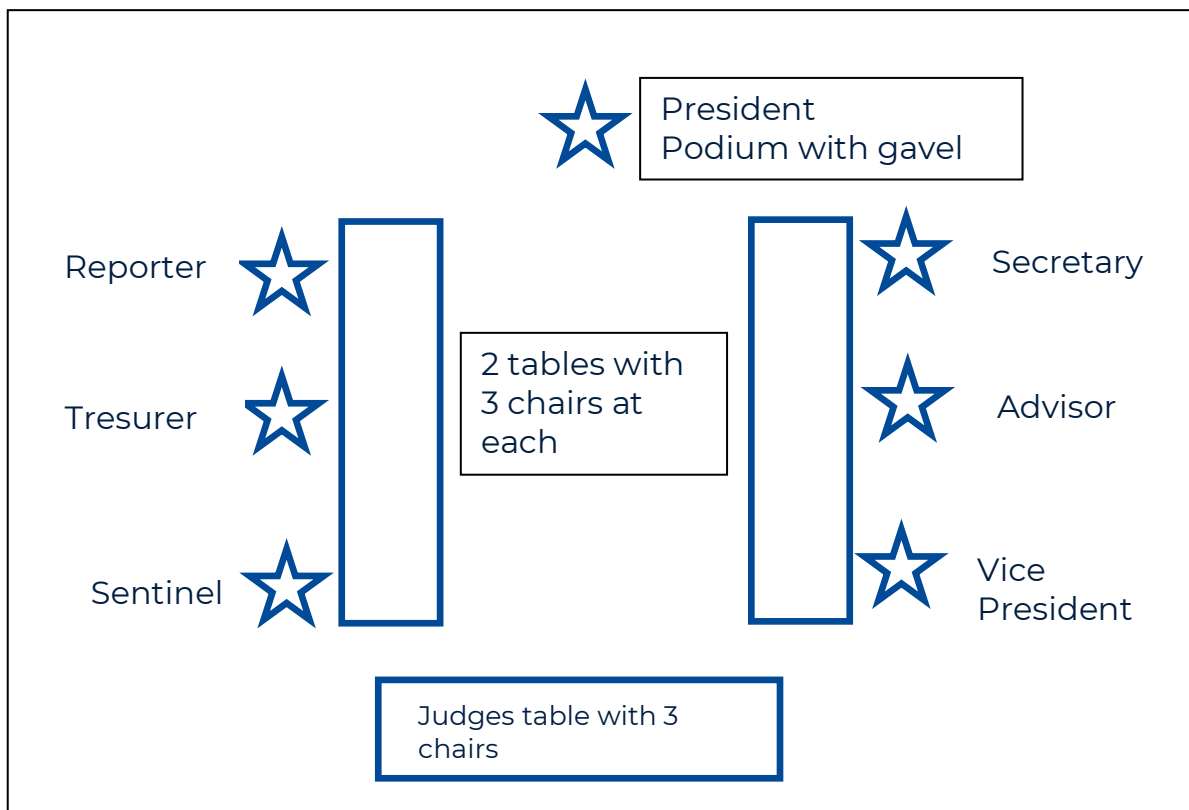 President
Podium with gavel
Reporter
Secretary
2 tables with
3 chairs at
each
Tresurer
Advisor
Sentinel
Vice
President
Judges table with 3
chairs